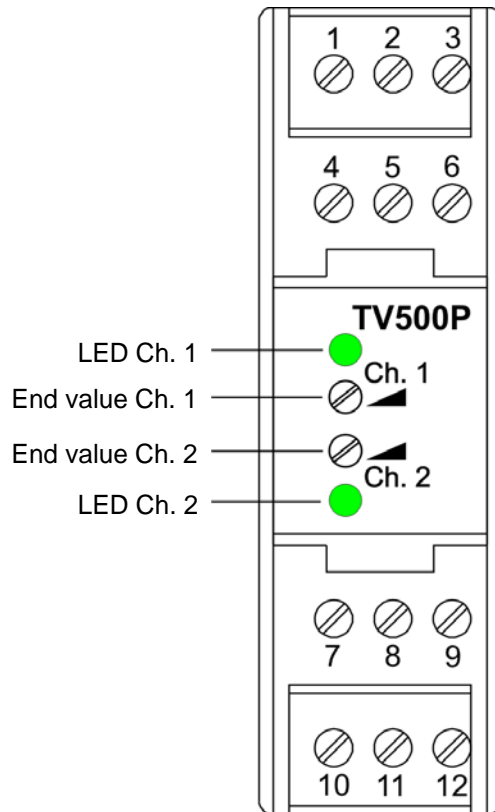 1 2 3
4 5 6
TV500P
LED Ch. 1
Ch. 1
End value Ch. 1
End value Ch. 2
Ch. 2
LED Ch. 2
7 8 9
10 11 12